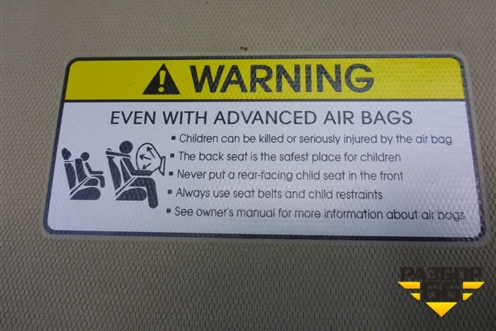 WARNING
EVEN WITH ADVANCED AIR BAGS
▪ Children can be killed or seriously injured by the air bag
▪ The back seat is the safest place for children
▪ Never put a rear-facing child seat in the front
▪ Always use seat belts and child restraints
▪ See owner's manual for more information about air bags
РАЗБОР
66